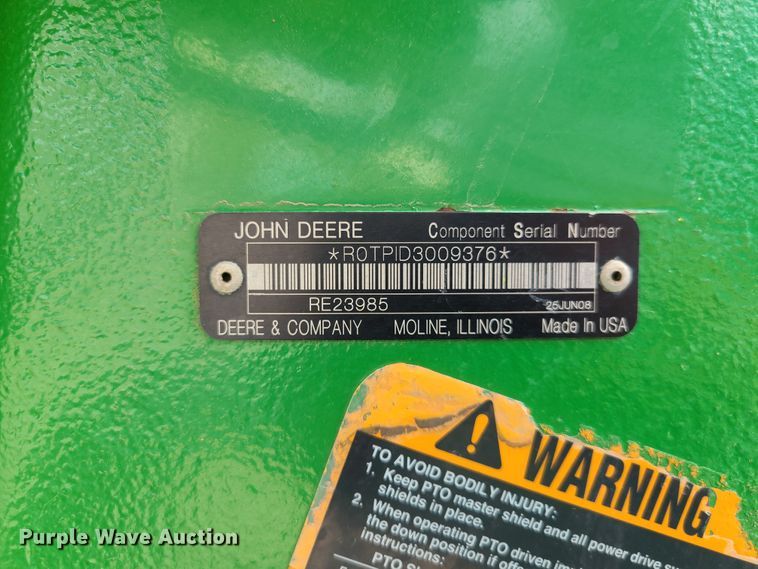 JOHN DEERE Component Serial Number
*R0TPID3009376*
RE23985 25JUN08
DEERE & COMPANY MOLINE, ILLINOIS Made In USA
WARNING
TO AVOID BODILY INJURY:
1. Keep PTO master shield and all power drive
shields in place.
2. When operating PTO driven
the down position if
instructions:
PTO
Purple Wave Auction